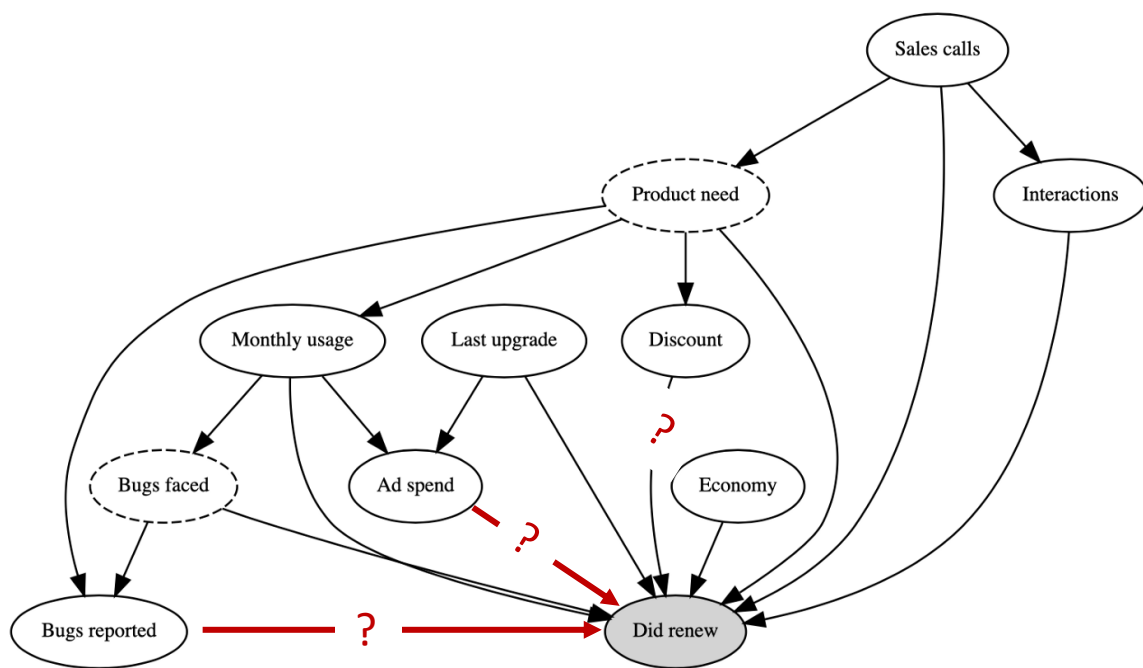 Sales calls
Product need
Interactions
Monthly usage
Last upgrade
Discount
?
Bugs faced
Ad spend
Economy
?
Bugs reported
?
Did renew